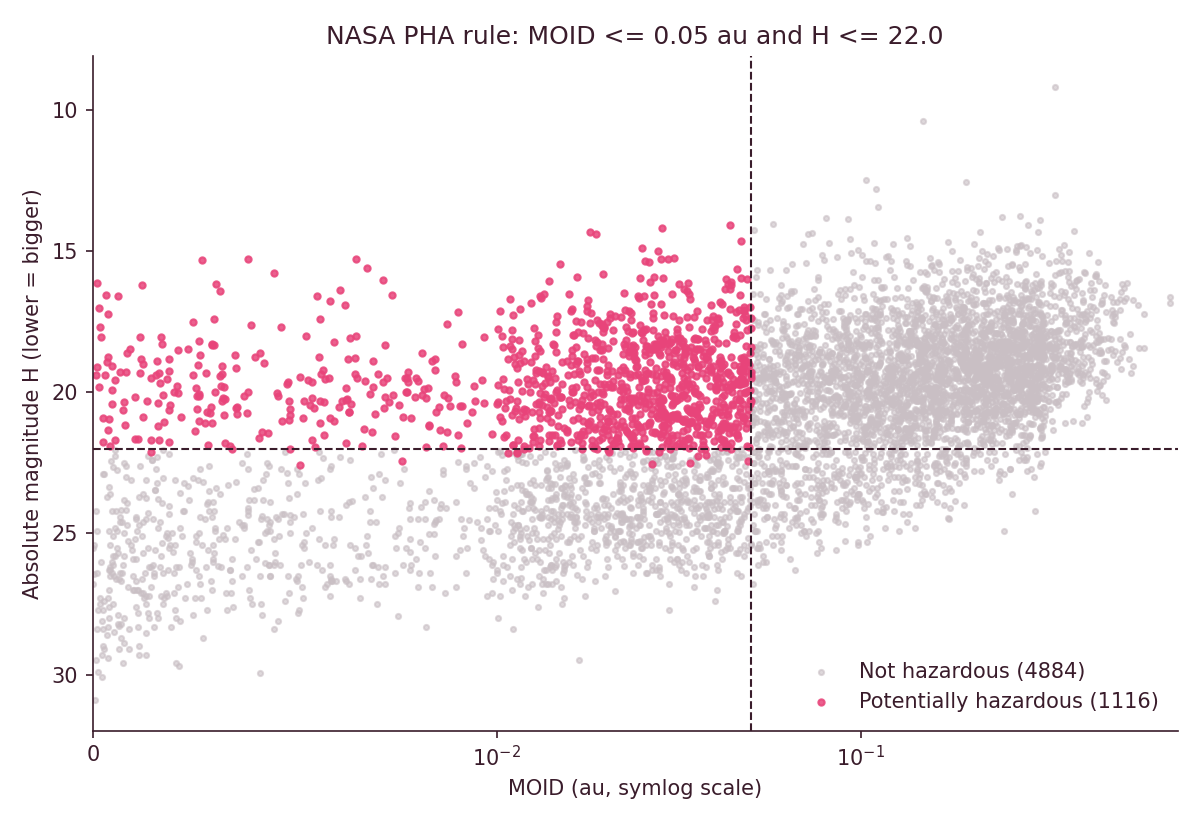 NASA PHA rule: MOID <= 0.05 au and H <= 22.0
Absolute magnitude H (lower = bigger)
10
15
20
25
30
Not hazardous (4884)
Potentially hazardous (1116)
0
10⁻²
10⁻¹
MOID (au, symlog scale)